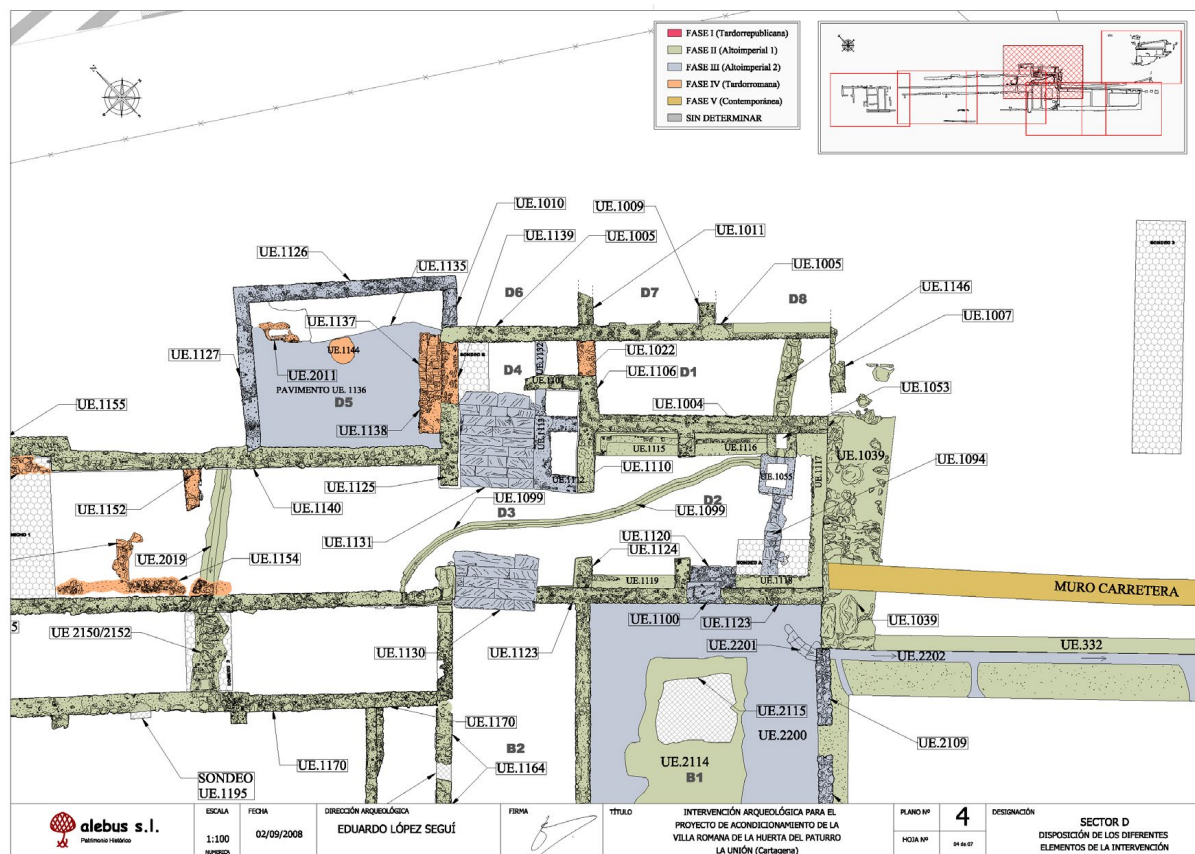 FASE I (Tardorrepublicana)
FASE II (Altoimperial 1)
FASE III (Altoimperial 2)
FASE IV (Tardorromana)
FASE V (Contemporánea)
SIN DETERMINAR
UE.1010
UE.1009
UE.1139
UE.1011
UE.1005
UE.1126
UE.1135
UE.1005
D6
D7
D8
UE.1146
UE.1007
UE.1137
UE.1144
UE.1127
UE.2011
PAVIMENTO UE. 1136
D5
D4
UE.1132
UE.1022
UE.1106
D1
UE.1053
UE.1155
UE.1138
UE.1004
UE.1115
UE.1116
UE.1117
UE.1039
UE.1094
UE.1110
UE.1055
UE.1125
UE.1099
UE.1152
UE.1140
D3
UE.1099
D2
UE.1131
UE.1120
UE.2019
UE.1154
UE.1124
SONDEO A
UE.1119
UE.1118
MURO CARRETERA
UE 2150/2152
UE.1130
UE.1123
UE.1100
UE.1123
UE.1039
UE.2201
UE.2202
UE.332
UE.2115
UE.1170
UE.2200
B2
UE.2109
UE.1170
UE.1164
UE.2114
B1
SONDEO
UE.1195
alebus s.l.
Patrimonio Histórico
ESCALA
1:100
NUMERICA
FECHA
02/09/2008
DIRECCIÓN ARQUEOLÓGICA
EDUARDO LÓPEZ SEGUÍ
FIRMA
TÍTULO
INTERVENCIÓN ARQUEOLÓGICA PARA EL
PROYECTO DE ACONDICIONAMIENTO DE LA
VILLA ROMANA DE LA HUERTA DEL PATURRO
LA UNIÓN (Cartagena)
PLANO Nº
4
HOJA Nº
04 de 07
DESIGNACIÓN
SECTOR D
DISPOSICIÓN DE LOS DIFERENTES
ELEMENTOS DE LA INTERVENCIÓN